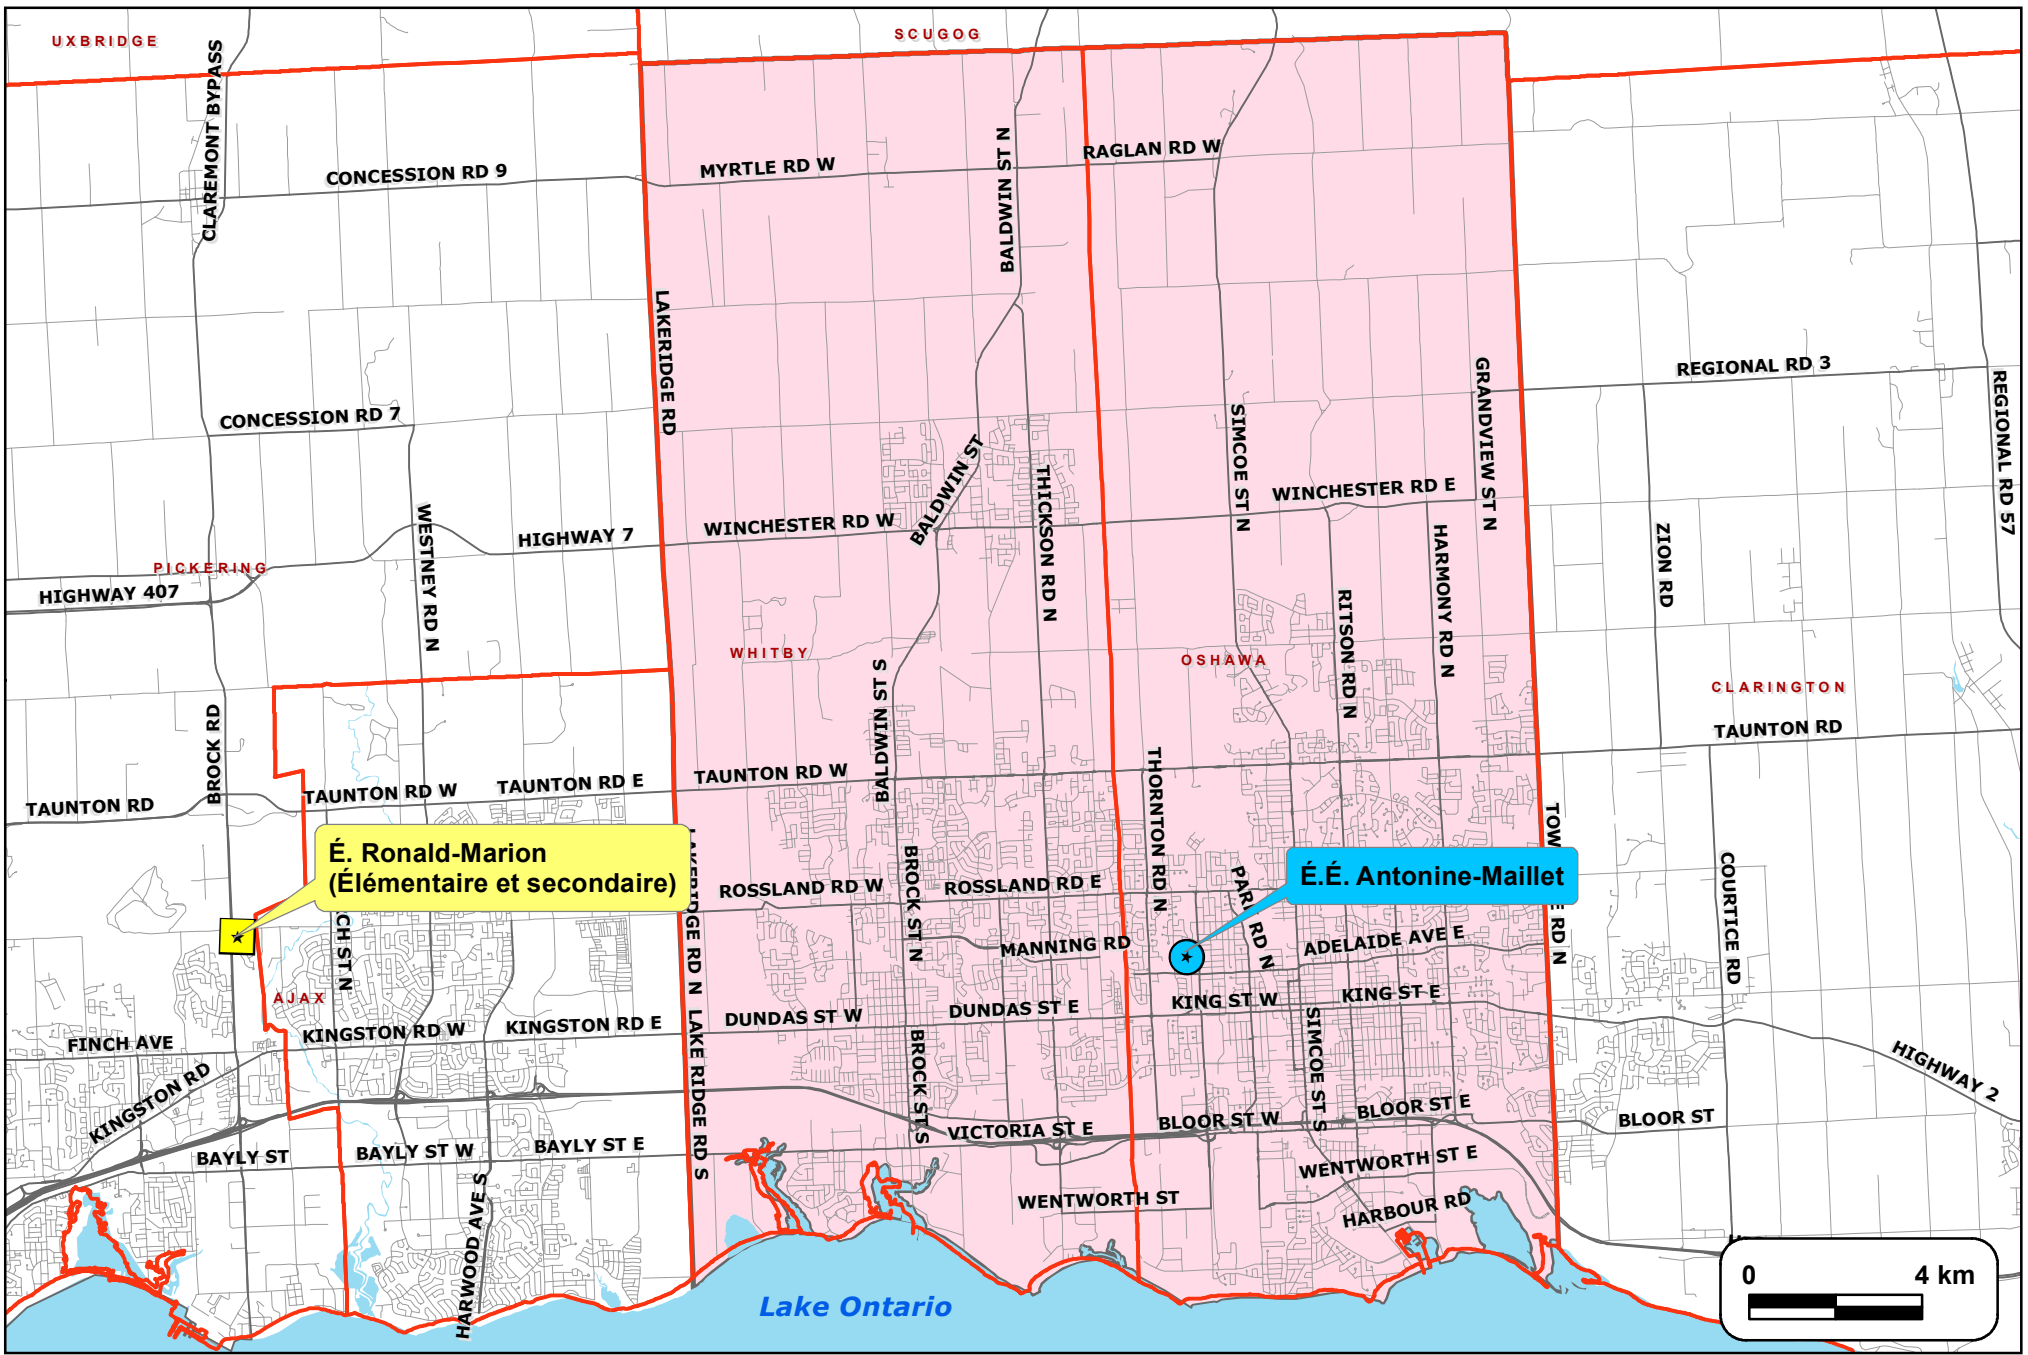 UXBRIDGE
SCUGOG
CLAREMONT BYPASS
CONCESSION RD 9
MYRTLE RD W
BALDWIN ST N
RAGLAN RD W
LAKERIDGE RD
CONCESSION RD 7
REGIONAL RD 3
GRANDVIEW ST N
REGIONAL RD 57
SIMCOE ST N
BALDWIN ST
THICKSON RD N
WINCHESTER RD E
WINCHESTER RD W
HIGHWAY 7
WESTNEY RD N
PICKERING
HIGHWAY 407
HARMONY RD N
ZION RD
RITSON RD N
WHITBY
OSHAWA
CLARINGTON
BALDWIN ST S
BROCK RD
TAUNTON RD
TAUNTON RD W
TAUNTON RD E
TAUNTON RD W
TAUNTON RD
THORNTON RD N
É. Ronald-Marion
(Élémentaire et secondaire)
É.É. Antonine-Maillet
ROSSLAND RD W
ROSSLAND RD E
BROCK ST N
PARK RD N
COURTICE RD
RD N
MANNING RD
ADELAIDE AVE E
ST N
AJAX
LAKE RIDGE RD S
KING ST W
KING ST E
DUNDAS ST W
DUNDAS ST E
KINGSTON RD W
KINGSTON RD E
FINCH AVE
KINGSTON RD
BROCK ST S
SIMCOE ST S
HIGHWAY 2
BLOOR ST W
BLOOR ST E
BLOOR ST
VICTORIA ST E
BAYLY ST
BAYLY ST W
BAYLY ST E
WENTWORTH ST E
WENTWORTH ST
HARBOUR RD
HARWOOD AVE S
Lake Ontario
0 4 km